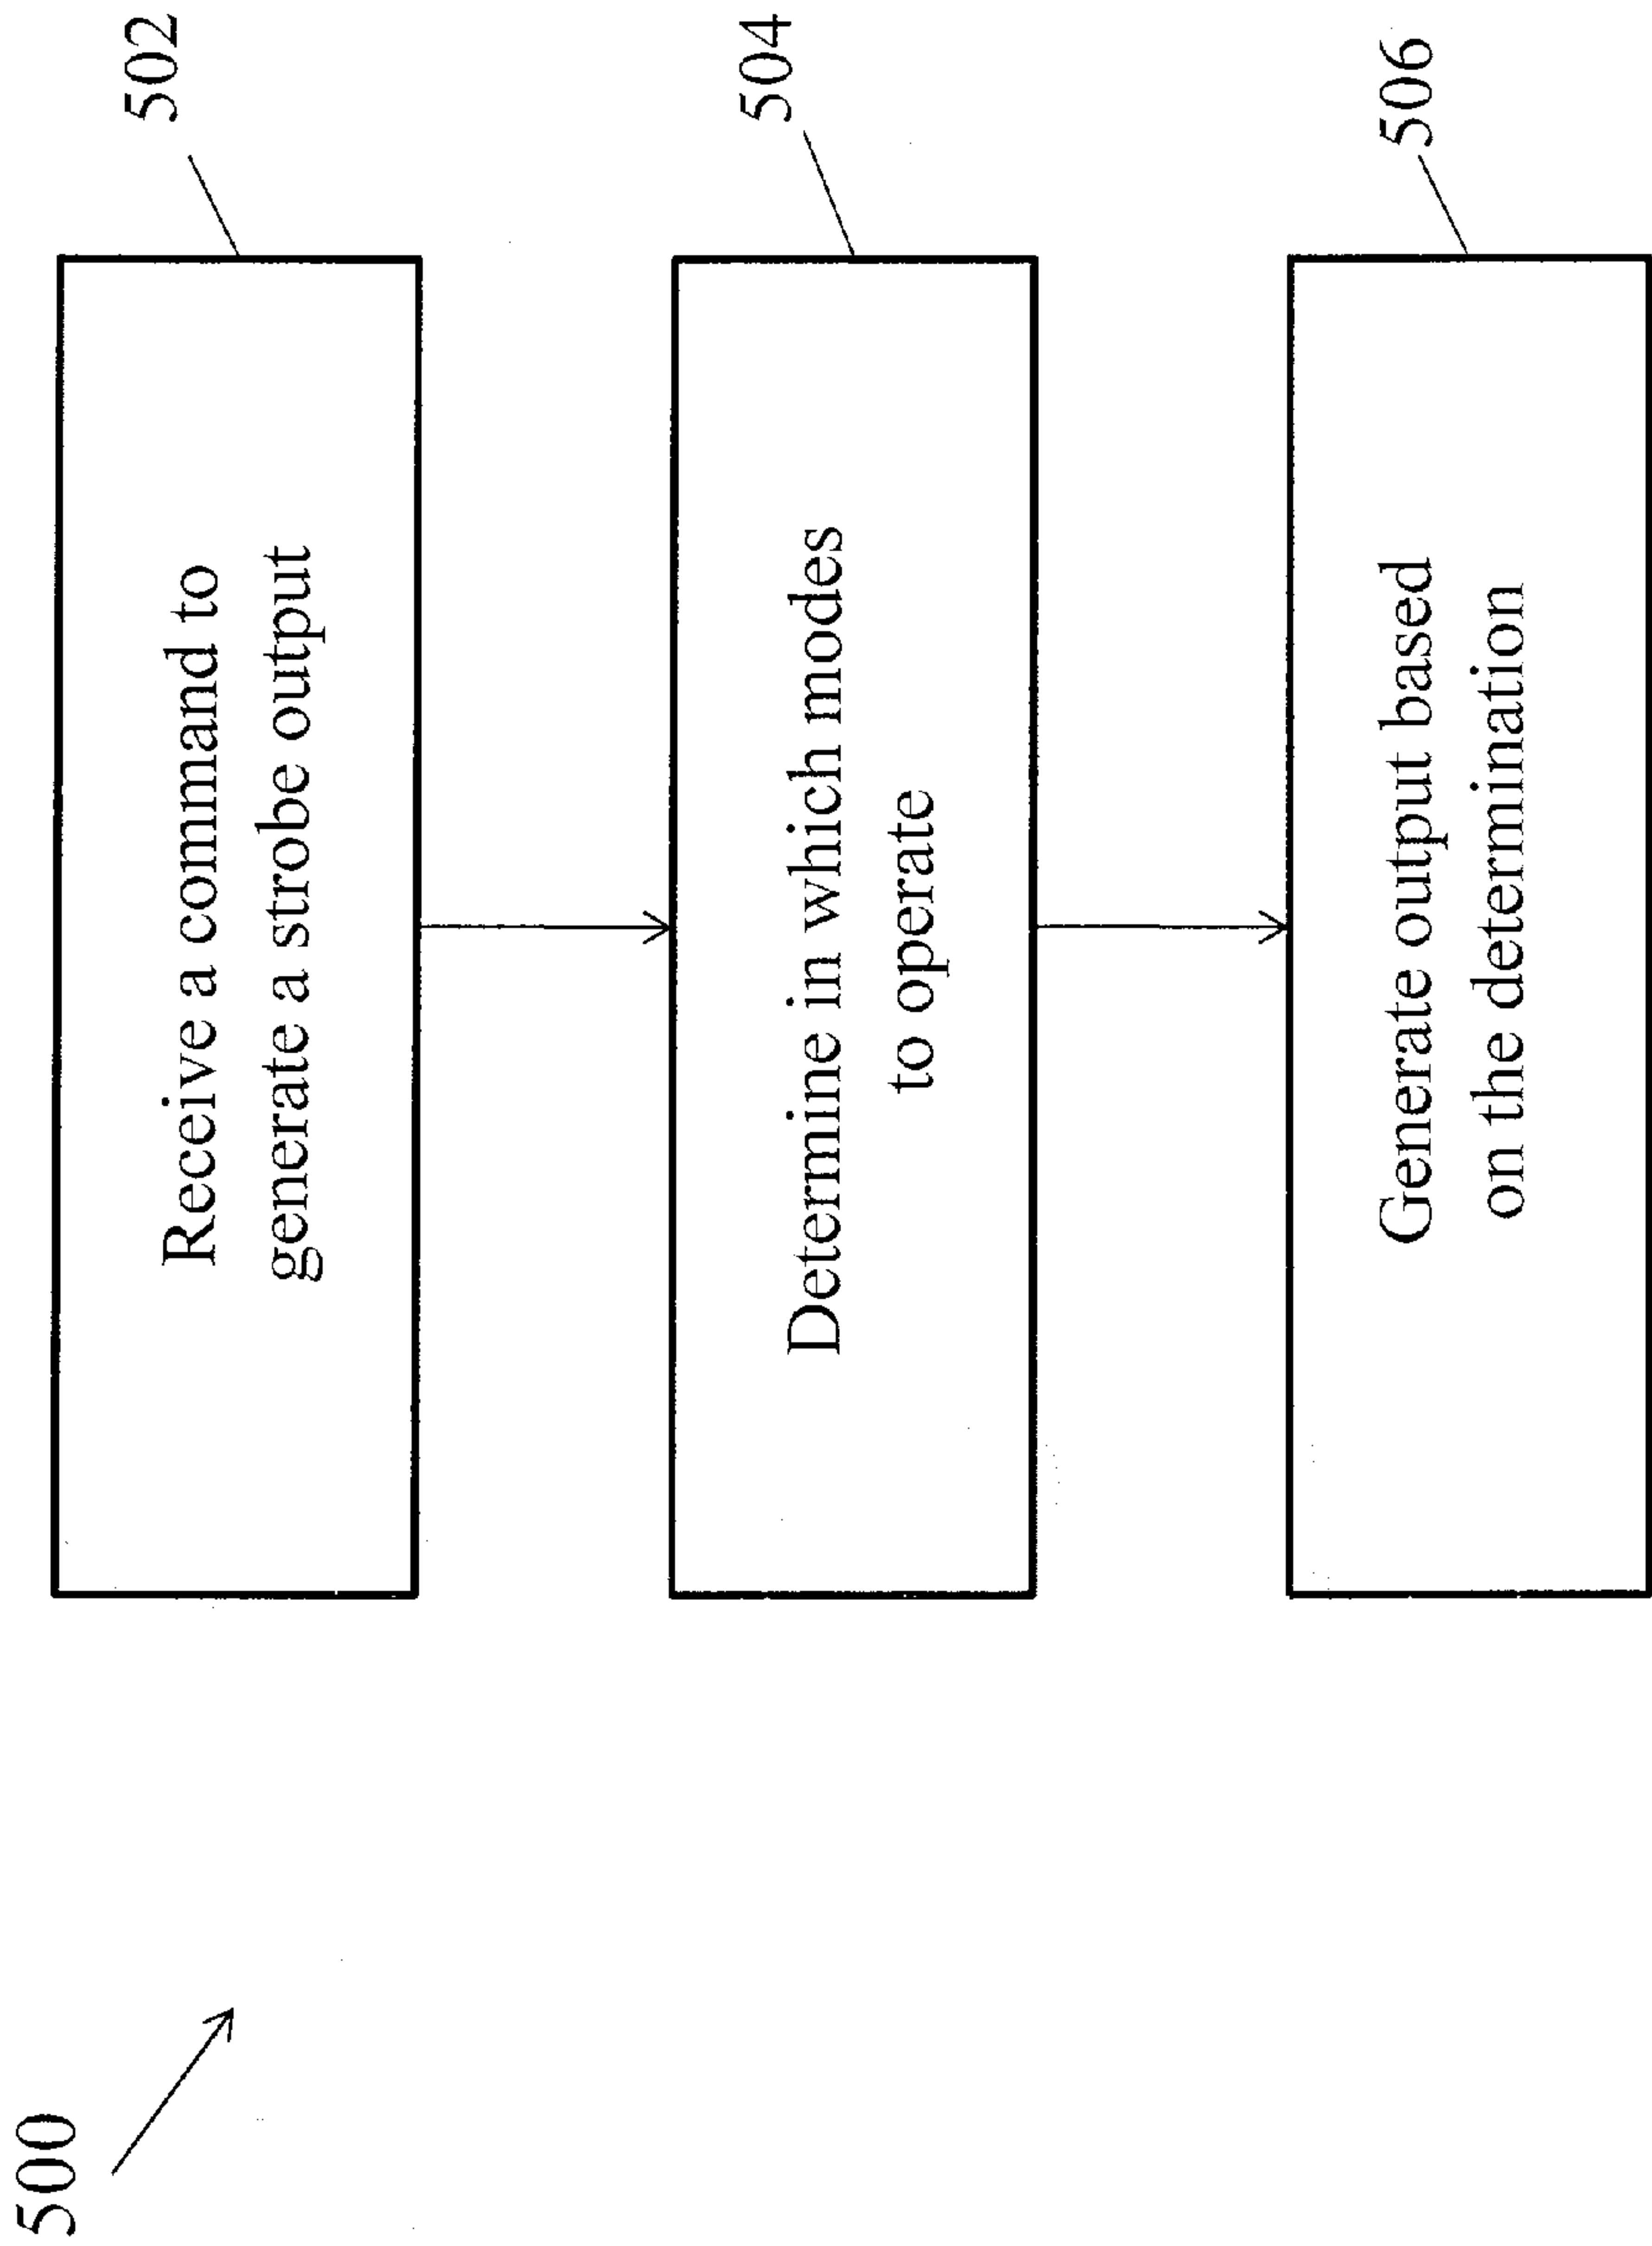 500
Receive a command to
generate a strobe output
502
Determine in which modes
to operate
504
Generate output based
on the determination
506